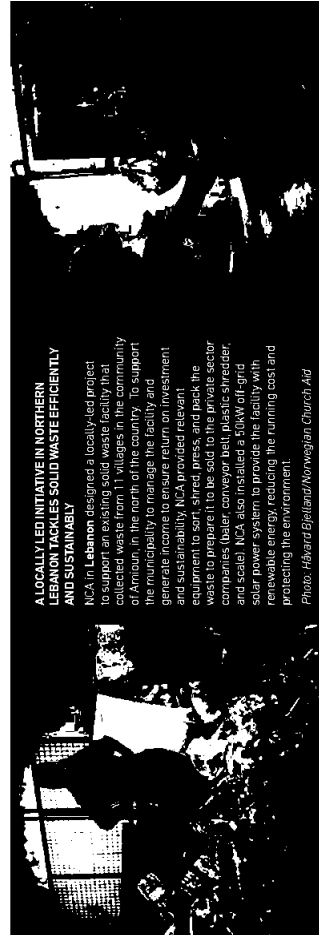 A LOCALLY LED INITIATIVE IN NORTHERN
LEBANON TACKLES SOLID WASTE EFFICIENTLY
AND SUSTAINABLY
NCA in Lebanon designed a locally-led project
to support an existing solid waste facility that
collected waste from 11 villages in the community
of Amioun, in the north of the country. To support
the municipality to manage the facility and
generate income to ensure return on investment
and sustainability, NCA provided relevant
equipment to sort, shred, press, and pack the
waste to prepare it to be sold to the private sector
companies (baler, conveyor belt, plastic shredder,
and scale). NCA also installed a 10kW off-grid
solar power system to provide the facility with
renewable energy, reducing the running cost and
protecting the environment.
Photo: Håvard Bjelland/Norwegian Church Aid